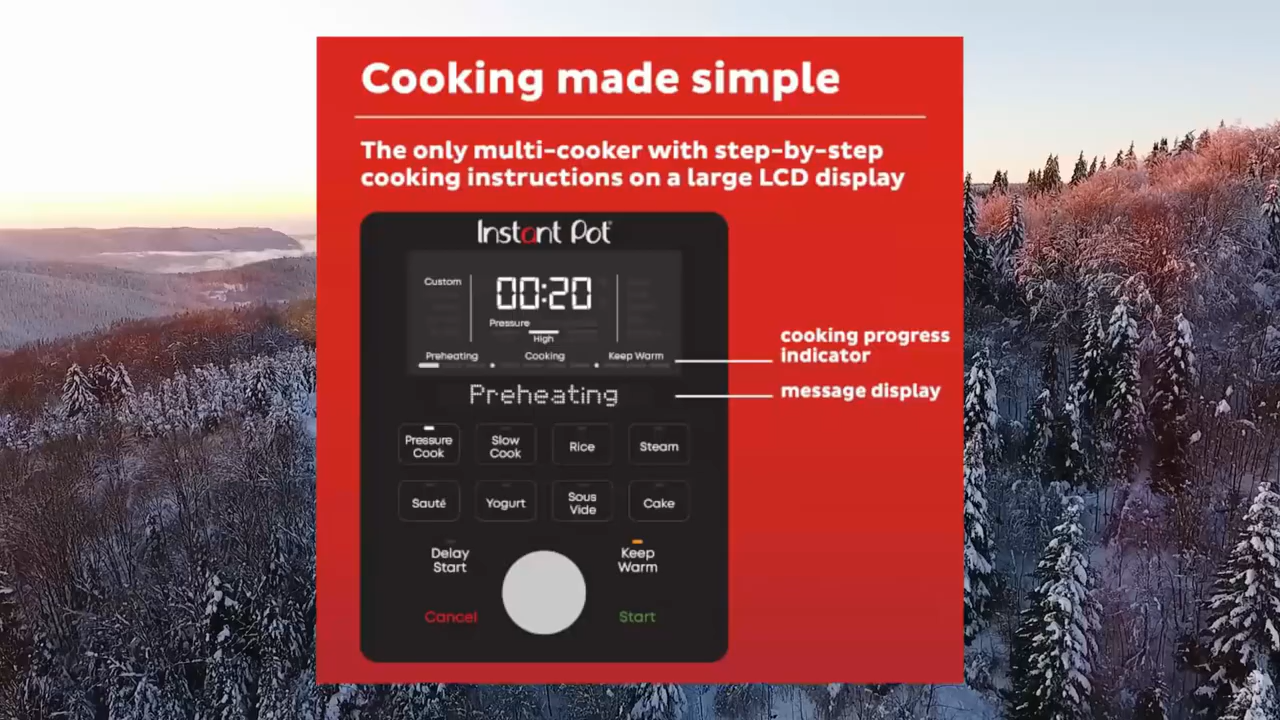 Cooking made simple
The only multi-cooker with step-by-step
cooking instructions on a large LCD display
Instant Pot
Custom
00:20
Pressure
High
Preheating Cooking Keep Warm
cooking progress
indicator
Preheating
message display
Pressure
Cook
Slow
Cook
Rice
Steam
Sauté
Yogurt
Sous
Vide
Cake
Delay
Start
Keep
Warm
Cancel
Start